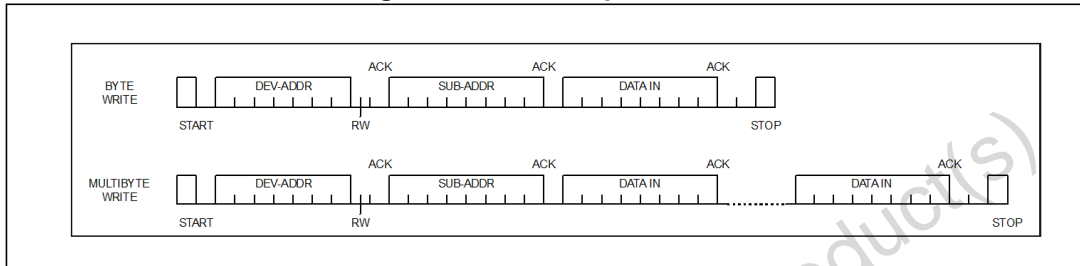 ACK ACK ACK
BYTE WRITE DEV-ADDR SUB-ADDR DATA IN
START RW STOP
ACK ACK ACK ACK
MULTIBYTE WRITE DEV-ADDR SUB-ADDR DATA IN DATA IN
START RW STOP